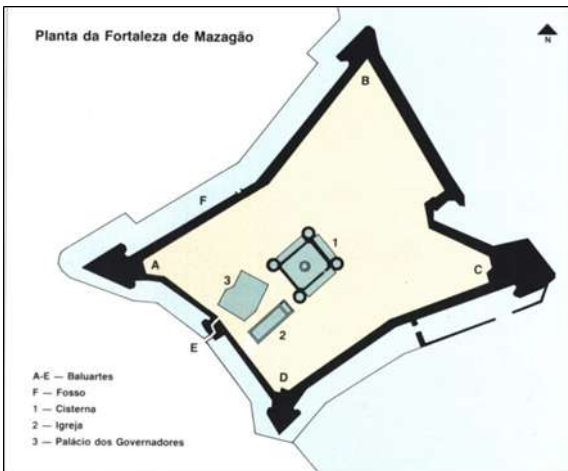 Planta da Fortaleza de Mazagão
N
B
F
1
A
C
3
2
E
D
A-E — Baluartes
F — Fosso
1 — Cisterna
2 — Igreja
3 — Palácio dos Governadores